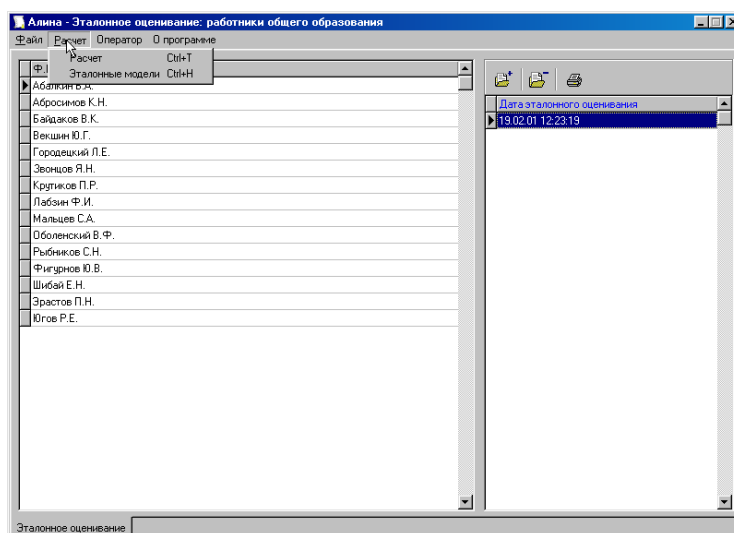 Алина - Эталонное оценивание: работники общего образования
Файл Расчет Оператор О программе
Расчет Ctrl+T
Эталонные модели Ctrl+H
Абалкин В.А.
Абросимов К.Н.
Байдаков В.К.
Векшин Ю.Г.
Городецкий Л.Е.
Звонцов Я.Н.
Крутиков П.Р.
Лабзин Ф.И.
Мальцев С.А.
Оболенский В.Ф.
Рыбников С.Н.
Фигурнов Ю.В.
Шибай Е.Н.
Эрастов П.Н.
Югов Р.Е.
Дата эталонного оценивания
19.02.01 12:23:19
Эталонное оценивание